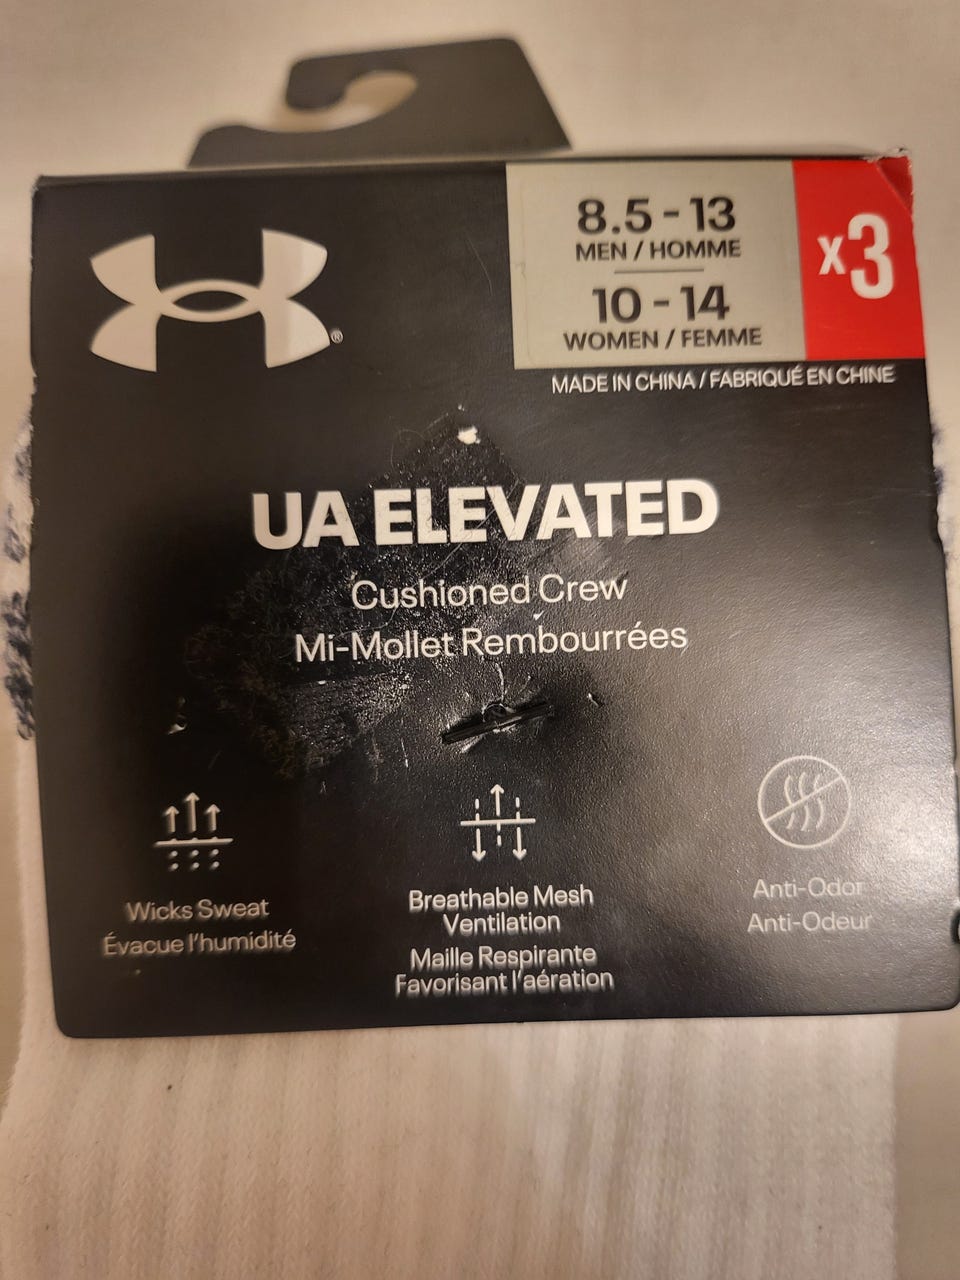 8.5 - 13
MEN / HOMME
10 - 14
WOMEN / FEMME
x3
®
MADE IN CHINA / FABRIQUÉ EN CHINE
UA ELEVATED
Cushioned Crew
Mi-Mollet Rembourrées
Wicks Sweat
Évacue l'humidité
Breathable Mesh
Ventilation
Maille Respirante
Favorisant l'aération
Anti-Odor
Anti-Odeur